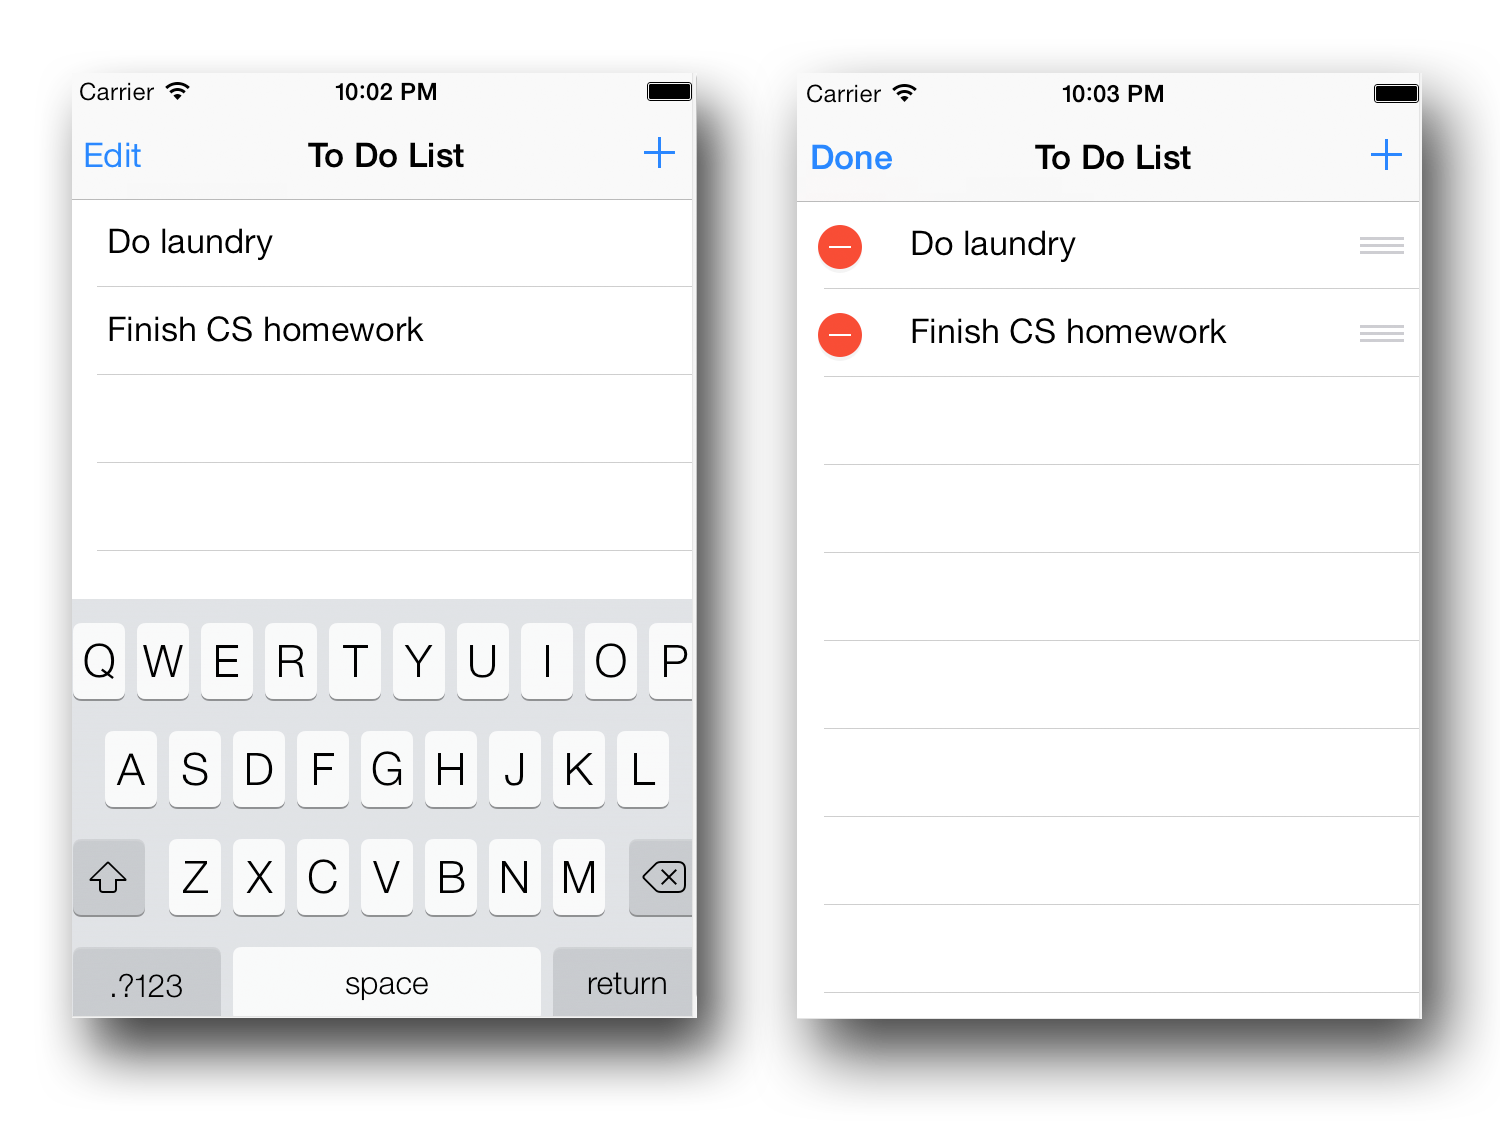 Carrier 10:02 PM
Edit To Do List +
Do laundry
Finish CS homework
Q W E R T Y U I O P
A S D F G H J K L
Z X C V B N M
.?123 space return
Carrier 10:03 PM
Done To Do List +
Do laundry
Finish CS homework